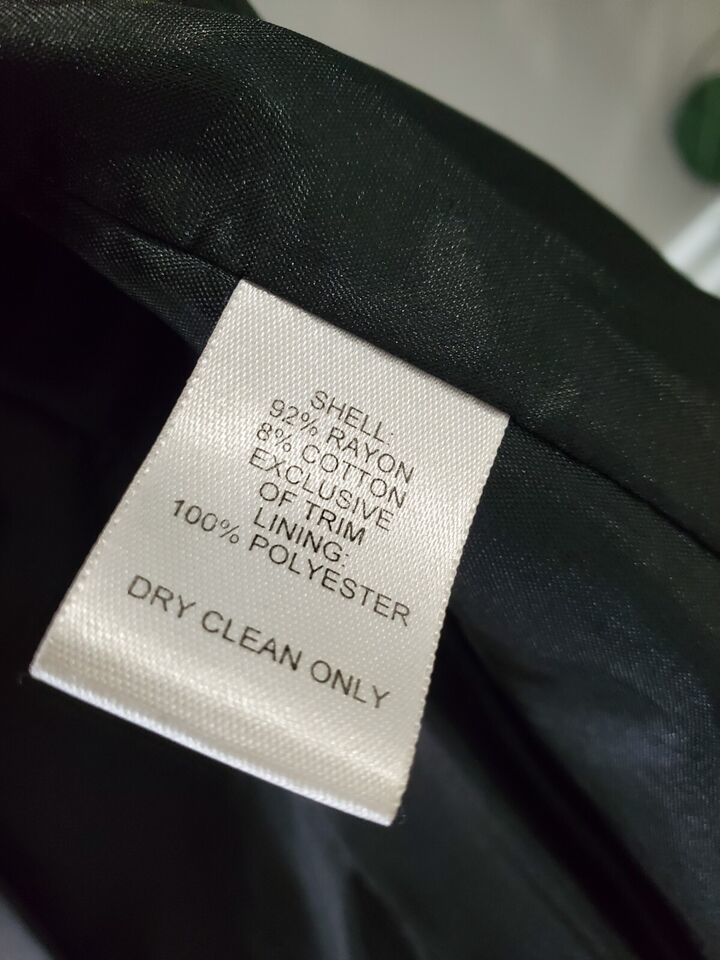 SHELL:
92% RAYON
8% COTTON
EXCLUSIVE
OF TRIM
LINING:
100% POLYESTER
DRY CLEAN ONLY